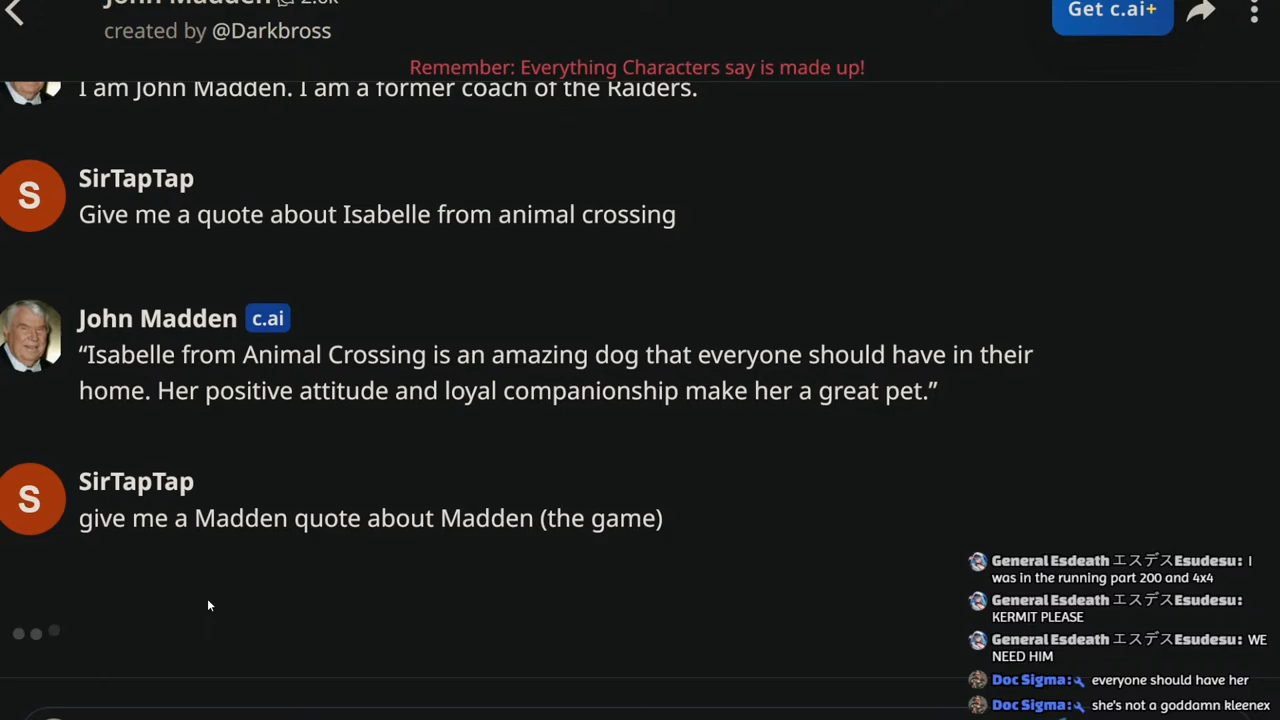 John Madden 2.0k
created by @Darkbross
Get c.ai+
Remember: Everything Characters say is made up!
I am John Madden. I am a former coach of the Raiders.
S
SirTapTap
Give me a quote about Isabelle from animal crossing
John Madden c.ai
“Isabelle from Animal Crossing is an amazing dog that everyone should have in their
home. Her positive attitude and loyal companionship make her a great pet.”
S
SirTapTap
give me a Madden quote about Madden (the game)
General Esdeath エスデスEsudesu: I
was in the running part 200 and 4x4
General Esdeath エスデスEsudesu:
KERMIT PLEASE
General Esdeath エスデスEsudesu: WE
NEED HIM
Doc Sigma: everyone should have her
Doc Sigma: she's not a goddamn kleenex